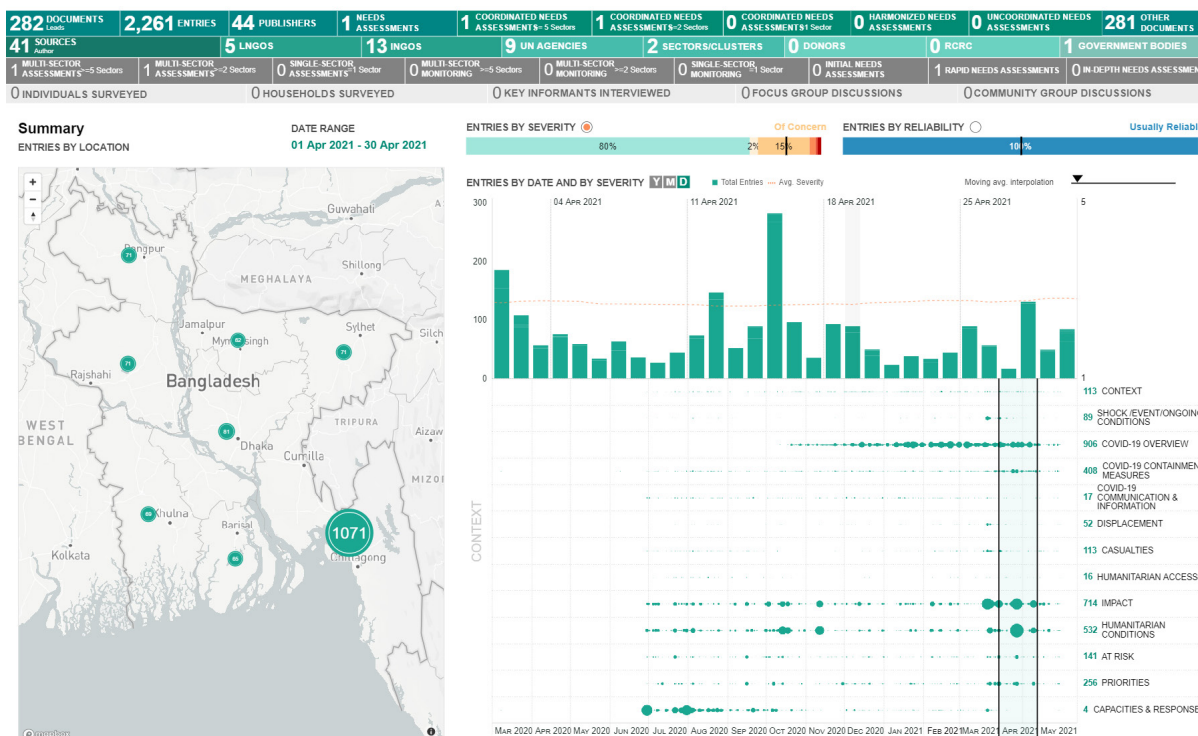 282 DOCUMENTS Leads 2,261 ENTRIES 44 PUBLISHERS 1 NEEDS ASSESSMENTS 1 COORDINATED NEEDS ASSESSMENTS>= 5 Sectors 1 COORDINATED NEEDS ASSESSMENTS>=2 Sectors 0 COORDINATED NEEDS ASSESSMENTS1 Sector 0 HARMONIZED NEEDS ASSESSMENTS 0 UNCOORDINATED NEEDS ASSESSMENTS 281 OTHER DOCUMENTS
41 SOURCES Author 5 LNGOS 13 INGOS 9 UN AGENCIES 2 SECTORS/CLUSTERS 0 DONORS 0 RCRC 1 GOVERNMENT BODIES
1 MULTI-SECTOR ASSESSMENTS >=5 Sectors 1 MULTI-SECTOR ASSESSMENTS >=2 Sectors 0 SINGLE-SECTOR ASSESSMENTS =1 Sector 0 MULTI-SECTOR MONITORING >=5 Sectors 0 MULTI-SECTOR MONITORING >=2 Sectors 0 SINGLE-SECTOR MONITORING =1 Sector 0 INITIAL NEEDS ASSESSMENTS 1 RAPID NEEDS ASSESSMENTS 0 IN-DEPTH NEEDS ASSESSMEN
0 INDIVIDUALS SURVEYED 0 HOUSEHOLDS SURVEYED 0 KEY INFORMANTS INTERVIEWED 0 FOCUS GROUP DISCUSSIONS 0 COMMUNITY GROUP DISCUSSIONS
Summary
ENTRIES BY LOCATION
DATE RANGE
01 Apr 2021 - 30 Apr 2021
ENTRIES BY SEVERITY Of Concern
80% 2% 15%
ENTRIES BY RELIABILITY Usually Reliabl
100%
ENTRIES BY DATE AND BY SEVERITY Y M D Total Entries Avg. Severity Moving avg. interpolation
300 04 APR 2021 11 APR 2021 18 APR 2021 25 APR 2021 5
200
100
0 1
+
−
Guwahati
A
Rangpur
71
Shillong
MEGHALAYA
Jamalpur
Sylhet
Silch
Mymensingh
62
71
71
Rajshahi
Bangladesh
WEST BENGAL
TRIPURA
Aizaw
81
Dhaka
Cumilla
MIZO
69
Khulna
Barisal
1071
65
Chittagong
Kolkata
mapbox
CONTEXT
113 CONTEXT
89 SHOCK /EVENT/ONGOING
CONDITIONS
906 COVID-19 OVERVIEW
408 COVID-19 CONTAINMEN
MEASURES
COVID-19
17 COMMUNICATION &
INFORMATION
52 DISPLACEMENT
113 CASUALTIES
16 HUMANITARIAN ACCESS
714 IMPACT
532 HUMANITARIAN
CONDITIONS
141 AT RISK
256 PRIORITIES
4 CAPACITIES & RESPONSE
MAR 2020 APR 2020 MAY 2020 JUN 2020 JUL 2020 AUG 2020 SEP 2020 OCT 2020 NOV 2020 DEC 2020 JAN 2021 FEB 2021 MAR 2021 APR 2021 MAY 2021